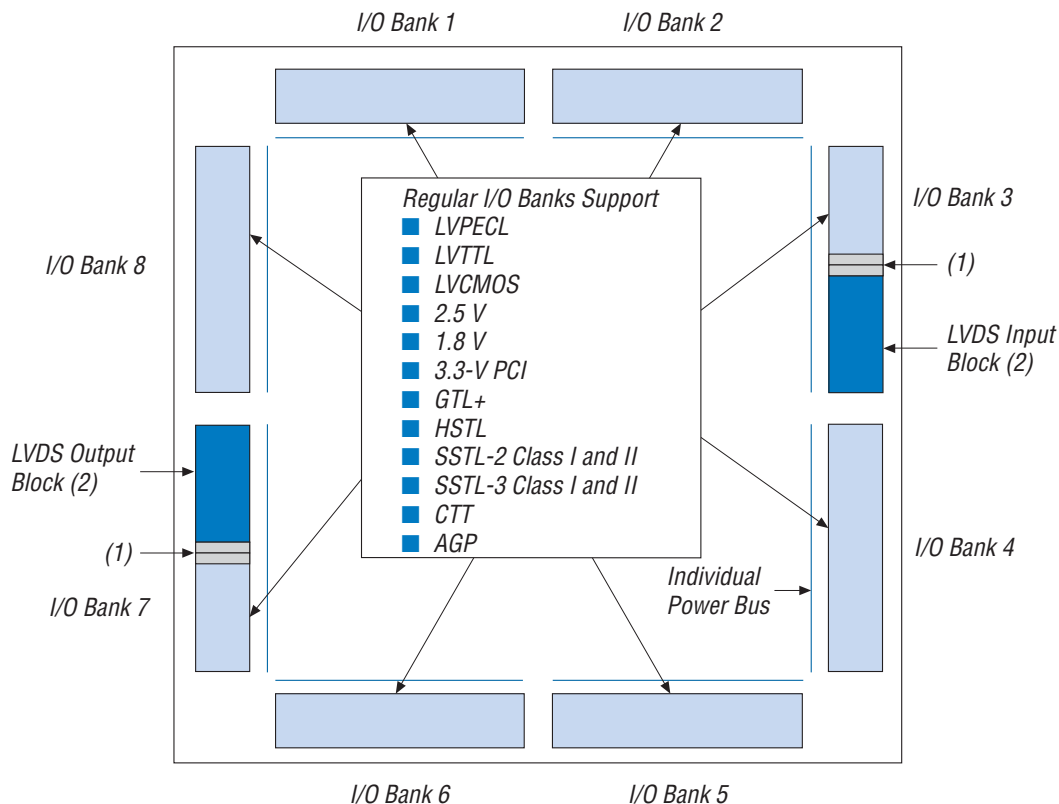 I/O Bank 1
I/O Bank 2
I/O Bank 3
(1)
LVDS Input
Block (2)
I/O Bank 8
Regular I/O Banks Support
LVPECL
LVTTL
LVCMOS
2.5 V
1.8 V
3.3-V PCI
GTL+
HSTL
SSTL-2 Class I and II
SSTL-3 Class I and II
CTT
AGP
LVDS Output
Block (2)
(1)
I/O Bank 7
I/O Bank 4
Individual
Power Bus
I/O Bank 6
I/O Bank 5